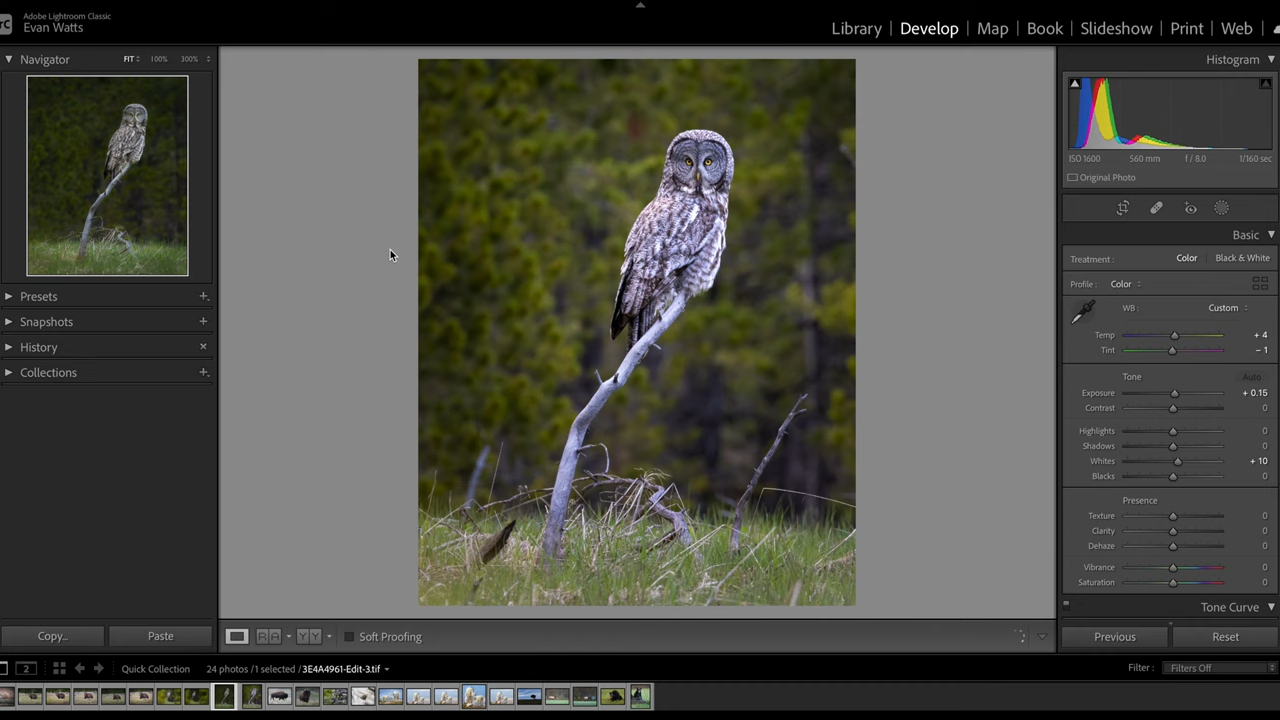 Adobe Lightroom Classic
Evan Watts
Library | Develop | Map | Book | Slideshow | Print | Web
Navigator FIT 100% 300%
Presets
Snapshots
History
Collections
Copy... Paste
Soft Proofing
Histogram
ISO 1600 560 mm f / 8.0 1/160 sec
Original Photo
Basic
Treatment : Color Black & White
Profile : Color
WB : Custom
Temp + 4
Tint − 1
Tone Auto
Exposure + 0.15
Contrast 0
Highlights 0
Shadows 0
Whites + 10
Blacks 0
Presence
Texture 0
Clarity 0
Dehaze 0
Vibrance 0
Saturation 0
Tone Curve
Previous Reset
2 Quick Collection 24 photos / 1 selected / 3E4A4961-Edit-3.tif Filter : Filters Off